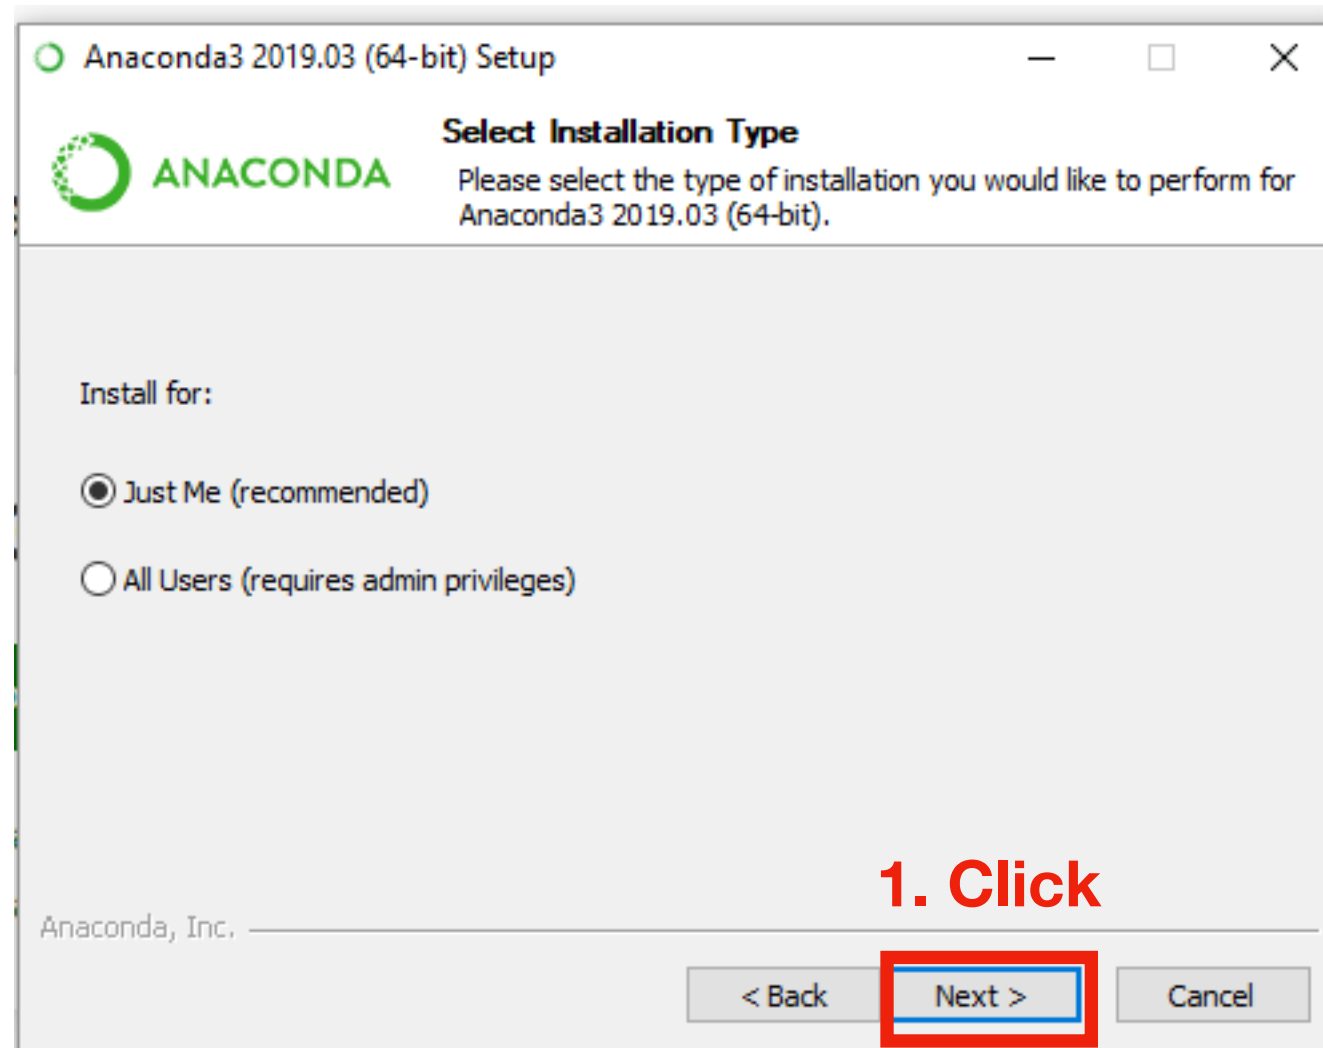 Anaconda3 2019.03 (64-bit) Setup
ANACONDA
Select Installation Type
Please select the type of installation you would like to perform for
Anaconda3 2019.03 (64-bit).
Install for:
Just Me (recommended)
All Users (requires admin privileges)
1. Click
Anaconda, Inc.
< Back
Next >
Cancel